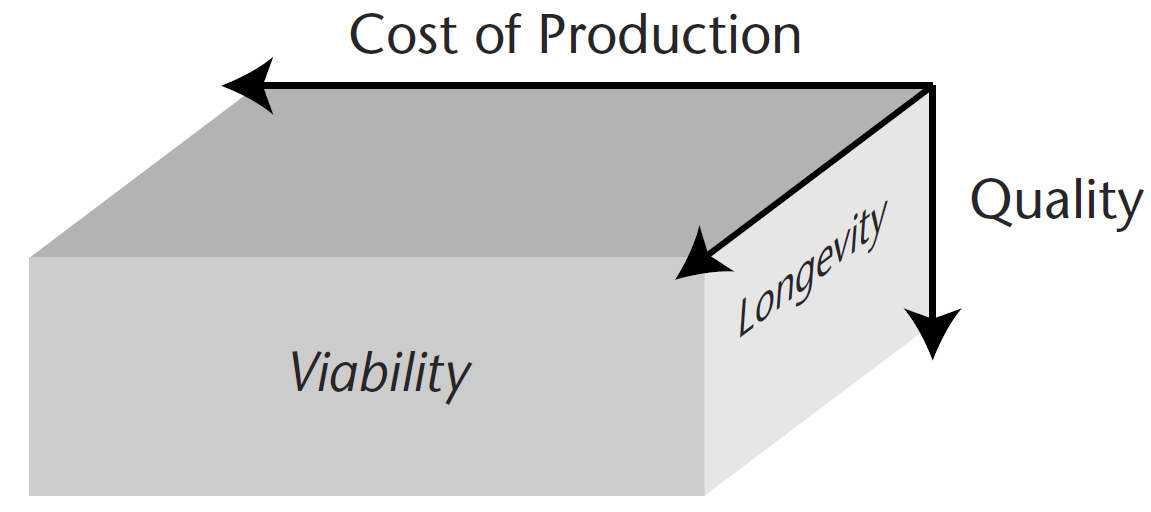 Cost of Production
Quality
Longevity
Viability